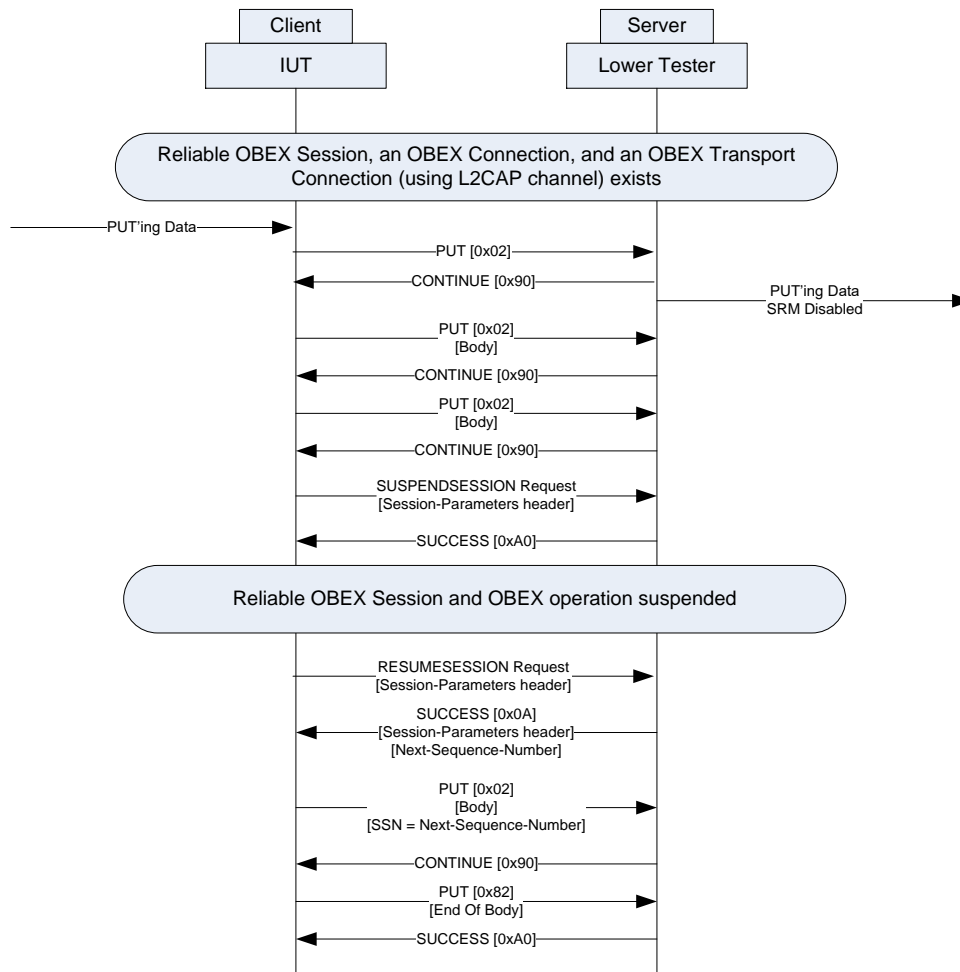 Client
Server
IUT
Lower Tester
Reliable OBEX Session, an OBEX Connection, and an OBEX Transport
Connection (using L2CAP channel) exists
PUT'ing Data
PUT [0x02]
CONTINUE [0x90]
PUT'ing Data
SRM Disabled
PUT [0x02]
[Body]
CONTINUE [0x90]
PUT [0x02]
[Body]
CONTINUE [0x90]
SUSPENDSESSION Request
[Session-Parameters header]
SUCCESS [0xA0]
Reliable OBEX Session and OBEX operation suspended
RESUMESESSION Request
[Session-Parameters header]
SUCCESS [0x0A]
[Session-Parameters header]
[Next-Sequence-Number]
PUT [0x02]
[Body]
[SSN = Next-Sequence-Number]
CONTINUE [0x90]
PUT [0x82]
[End Of Body]
SUCCESS [0xA0]